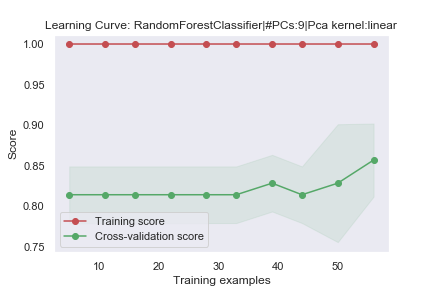 Learning Curve: RandomForestClassifier|#PCs:9|Pca kernel:linear
1.00
0.95
0.90
0.85
0.80
0.75
Score
Training score
Cross-validation score
10 20 30 40 50
Training examples